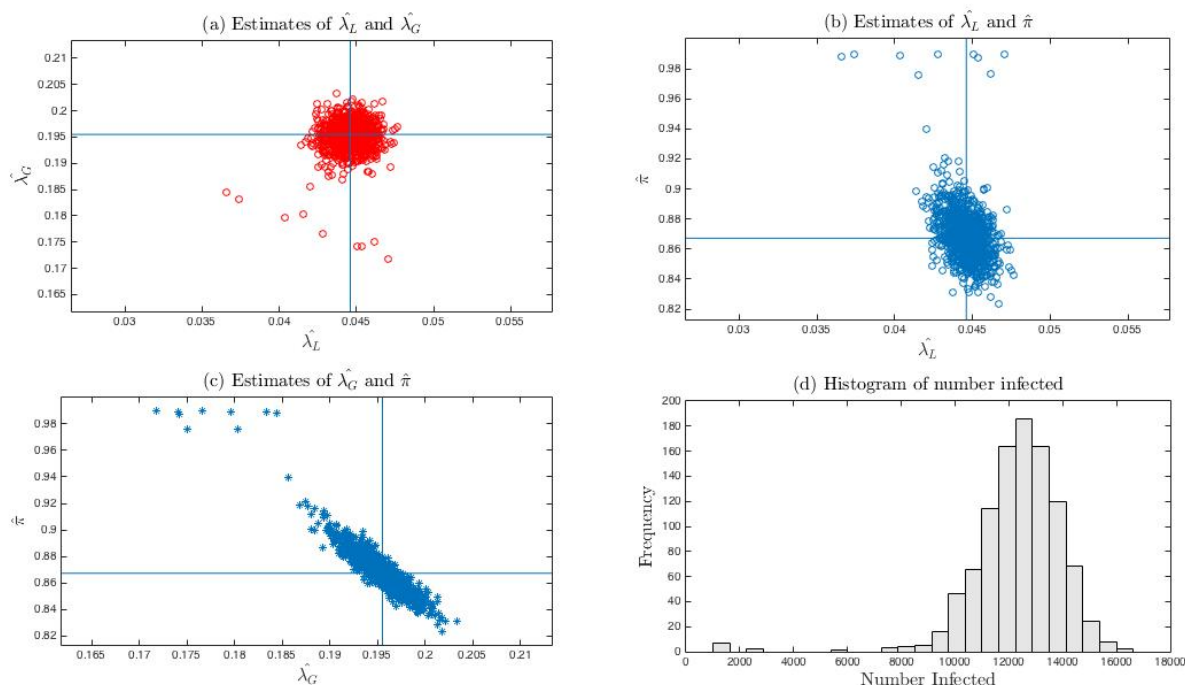 (a) Estimates of λ̂_L and λ̂_G
0.21
0.205
0.2
0.195
0.19
0.185
0.18
0.175
0.17
0.165
λ̂_G
0.03 0.035 0.04 0.045 0.05 0.055
λ̂_L
(b) Estimates of λ̂_L and π̂
0.98
0.96
0.94
0.92
0.9
0.88
0.86
0.84
0.82
π̂
0.03 0.035 0.04 0.045 0.05 0.055
λ̂_L
(c) Estimates of λ̂_G and π̂
0.98
0.96
0.94
0.92
0.9
0.88
0.86
0.84
0.82
π̂
0.165 0.17 0.175 0.18 0.185 0.19 0.195 0.2 0.205 0.21
λ̂_G
(d) Histogram of number infected
200
180
160
140
120
100
80
60
40
20
0
Frequency
0 2000 4000 6000 8000 10000 12000 14000 16000 18000
Number Infected